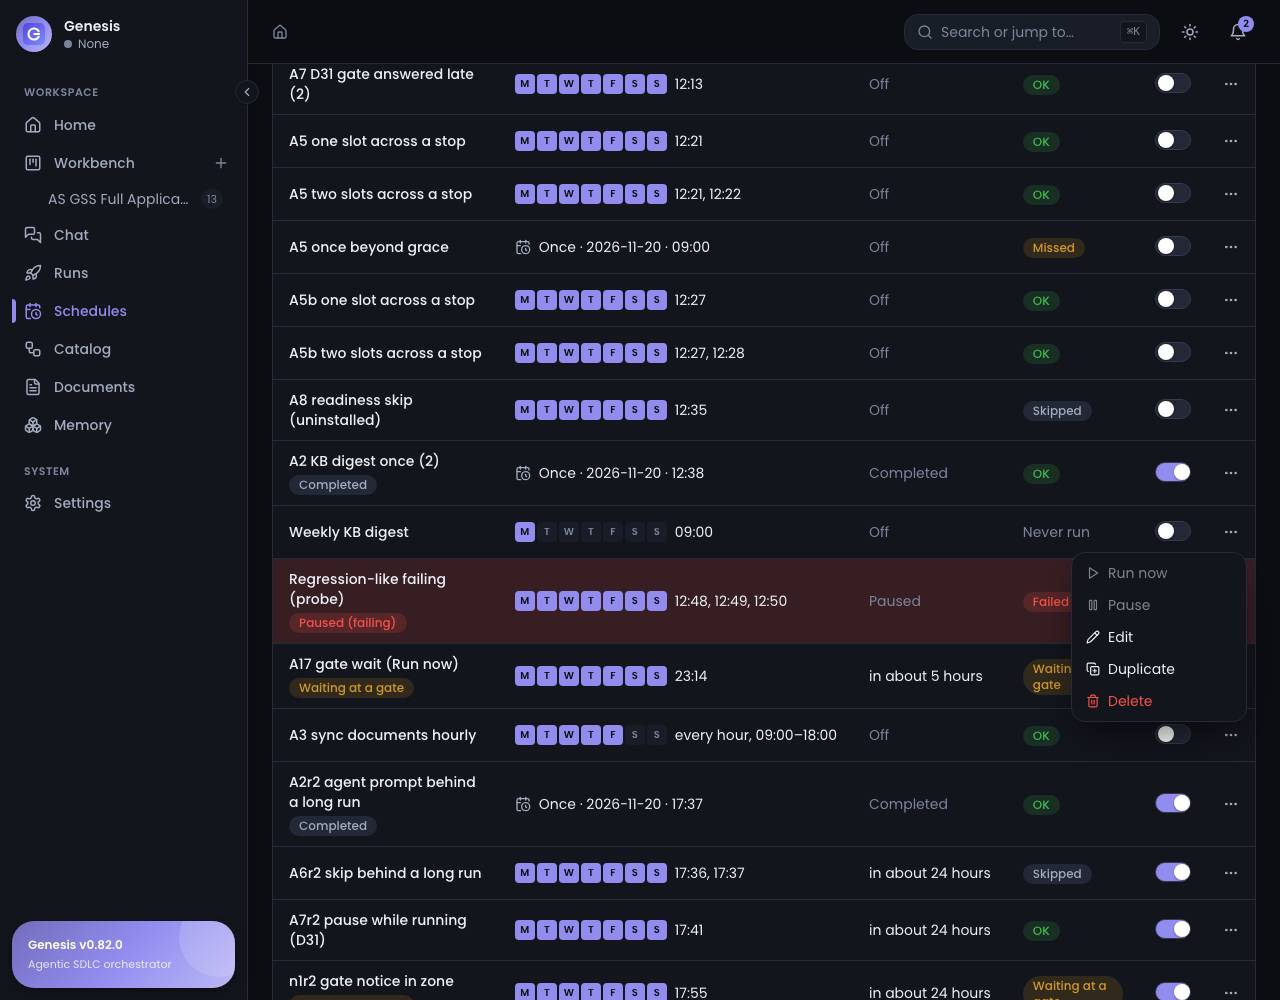 Genesis
None
Search or jump to...
⌘K
2
WORKSPACE
Home
Workbench
AS GSS Full Applica... 13
Chat
Runs
Schedules
Catalog
Documents
Memory
SYSTEM
Settings
Genesis v0.82.0
Agentic SDLC orchestrator
A7 D31 gate answered late
(2)
M T W T F S S 12:13 Off OK
A5 one slot across a stop M T W T F S S 12:21 Off OK
A5 two slots across a stop M T W T F S S 12:21, 12:22 Off OK
A5 once beyond grace Once · 2026-11-20 · 09:00 Off Missed
A5b one slot across a stop M T W T F S S 12:27 Off OK
A5b two slots across a stop M T W T F S S 12:27, 12:28 Off OK
A8 readiness skip
(uninstalled)
M T W T F S S 12:35 Off Skipped
A2 KB digest once (2)
Completed
Once · 2026-11-20 · 12:38 Completed OK
Weekly KB digest M T W T F S S 09:00 Off Never run
Regression-like failing
(probe)
Paused (failing)
M T W T F S S 12:48, 12:49, 12:50 Paused Failed
Run now
Pause
Edit
Duplicate
Delete
A17 gate wait (Run now)
Waiting at a gate
M T W T F S S 23:14 in about 5 hours
gate
A3 sync documents hourly M T W T F S S every hour, 09:00–18:00 Off OK
A2r2 agent prompt behind
a long run
Completed
Once · 2026-11-20 · 17:37 Completed OK
A6r2 skip behind a long run M T W T F S S 17:36, 17:37 in about 24 hours Skipped
A7r2 pause while running
(D31)
M T W T F S S 17:41 in about 24 hours OK
n1r2 gate notice in zone
M T W T F S S 17:55 in about 24 hours Waiting at a